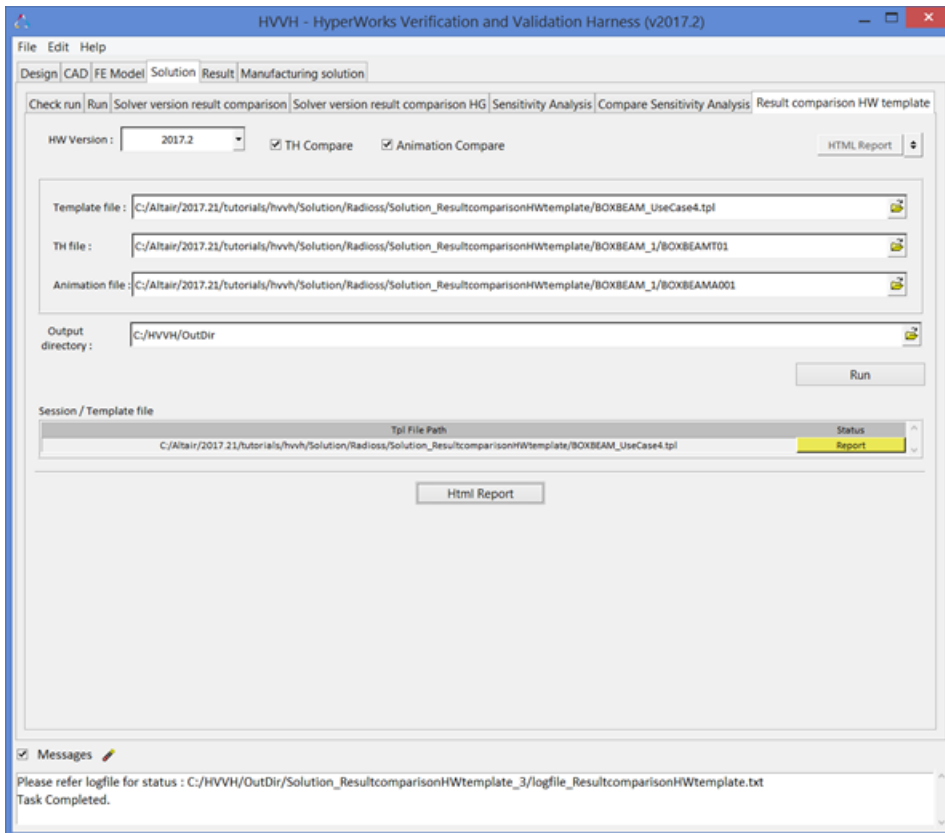 HVVH - HyperWorks Verification and Validation Harness (v2017.2)
File Edit Help
Design CAD FE Model Solution Result Manufacturing solution
Check run Run Solver version result comparison Solver version result comparison HG Sensitivity Analysis Compare Sensitivity Analysis Result comparison HW template
HW Version : 2017.2 TH Compare Animation Compare HTML Report
Template file : C:/Altair/2017.21/tutorials/hvvh/Solution/Radioss/Solution_ResultcomparisonHWtemplate/BOXBEAM_UseCase4.tpl
TH file : C:/Altair/2017.21/tutorials/hvvh/Solution/Radioss/Solution_ResultcomparisonHWtemplate/BOXBEAM_1/BOXBEAMT01
Animation file : C:/Altair/2017.21/tutorials/hvvh/Solution/Radioss/Solution_ResultcomparisonHWtemplate/BOXBEAM_1/BOXBEAMA001
Output
directory : C:/HVVH/OutDir
Run
Session / Template file
Tpl File Path Status
C:/Altair/2017.21/tutorials/hvvh/Solution/Radioss/Solution_ResultcomparisonHWtemplate/BOXBEAM_UseCase4.tpl Report
Html Report
Messages
Please refer logfile for status : C:/HVVH/OutDir/Solution_ResultcomparisonHWtemplate_3/logfile_ResultcomparisonHWtemplate.txt
Task Completed.